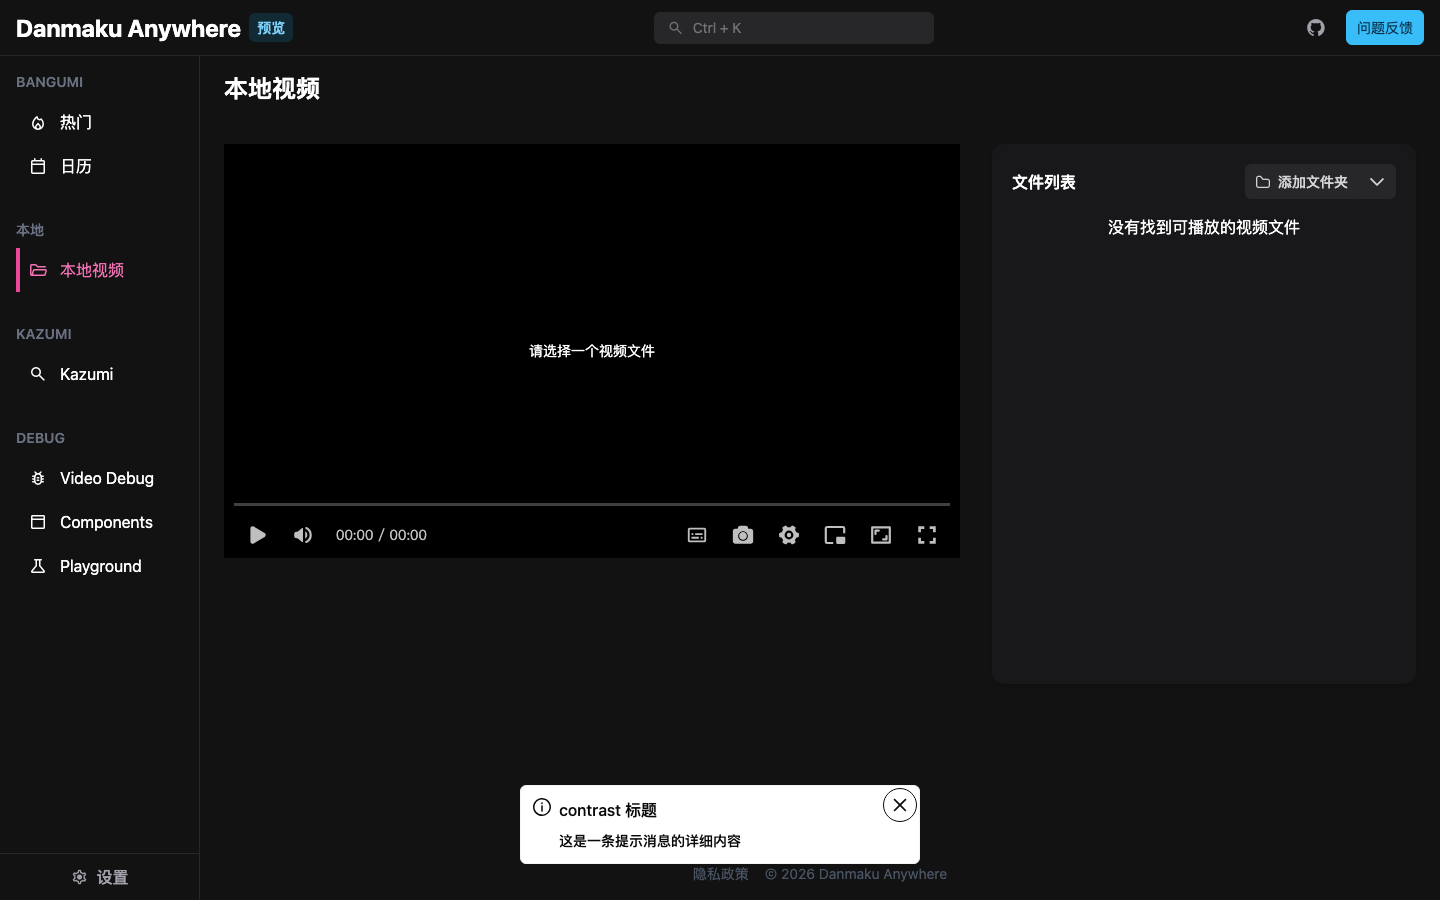 Danmaku Anywhere 预览
Ctrl + K
问题反馈
BANGUMI
热门
日历
本地
本地视频
KAZUMI
Kazumi
DEBUG
Video Debug
Components
Playground
设置
本地视频
请选择一个视频文件
00:00 / 00:00
文件列表
添加文件夹
没有找到可播放的视频文件
contrast 标题
这是一条提示消息的详细内容
隐私政策 © 2026 Danmaku Anywhere